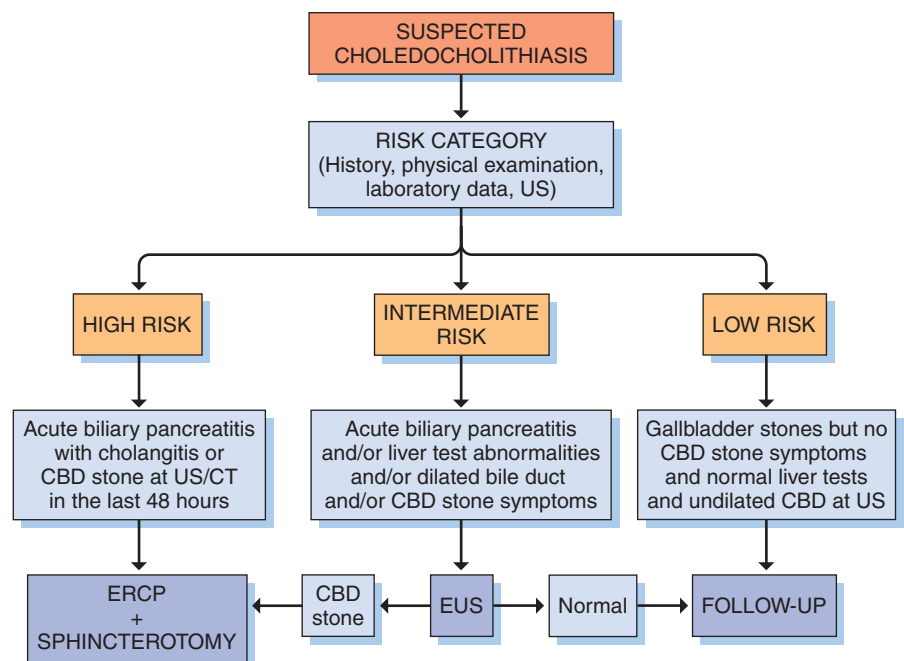 SUSPECTED
CHOLEDOCHOLITHIASIS
RISK CATEGORY
(History, physical examination,
laboratory data, US)
HIGH RISK
INTERMEDIATE
RISK
LOW RISK
Acute biliary pancreatitis
with cholangitis or
CBD stone at US/CT
in the last 48 hours
Acute biliary pancreatitis
and/or liver test abnormalities
and/or dilated bile duct
and/or CBD stone symptoms
Gallbladder stones but no
CBD stone symptoms
and normal liver tests
and undilated CBD at US
ERCP
+
SPHINCTEROTOMY
CBD
stone
EUS
Normal
FOLLOW-UP